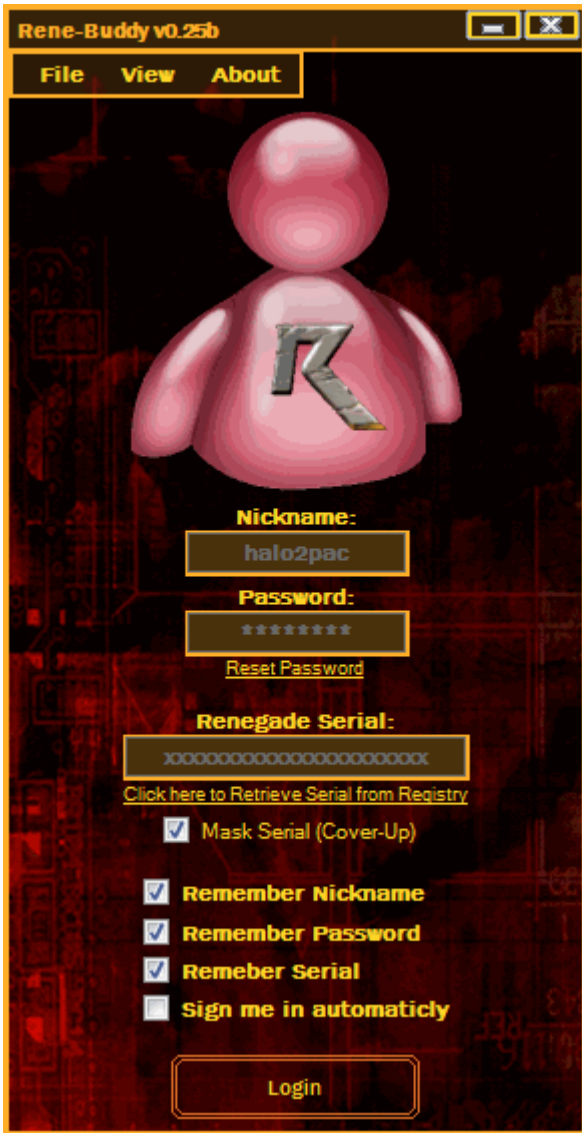 Rene-Buddy v0.25b
File View About
R
Nickname:
halo2pac
Password:
********
Reset Password
Renegade Serial:
xxxxxxxxxxxxxxxxxxxxxx
Click here to Retrieve Serial from Registry
Mask Serial (Cover-Up)
Remember Nickname
Remember Password
Remeber Serial
Sign me in automaticly
Login